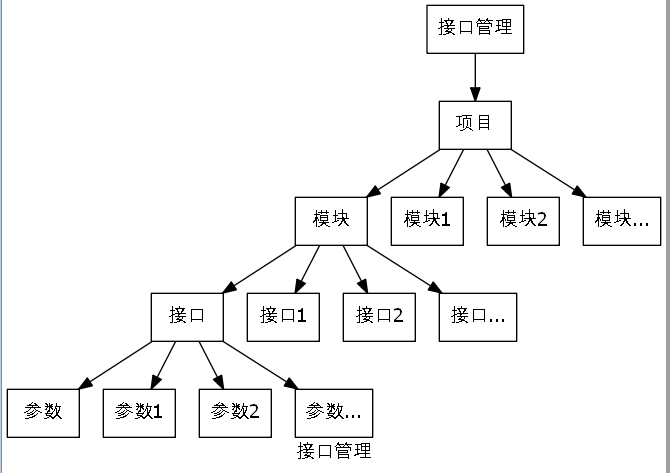 接口管理
项目
模块
模块1
模块2
模块...
接口
接口1
接口2
接口...
参数
参数1
参数2
参数...
接口管理